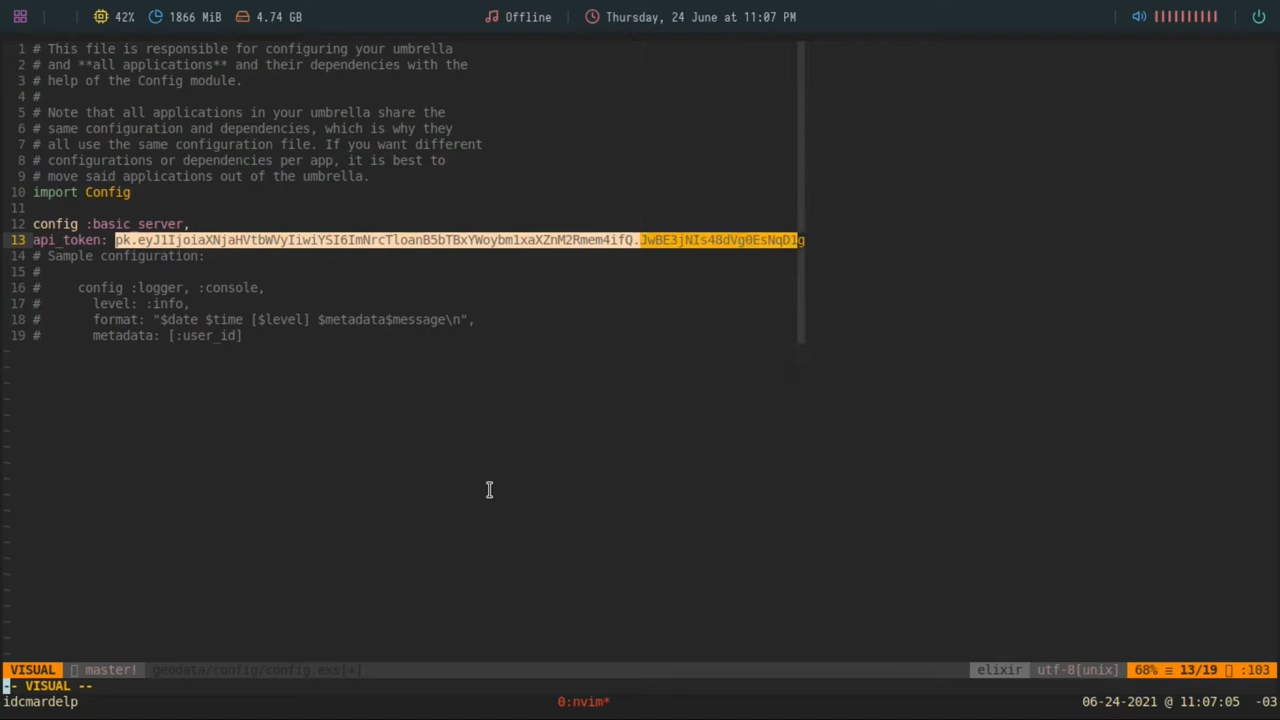 42% 1866 MiB 4.74 GB Offline Thursday, 24 June at 11:07 PM
1 # This file is responsible for configuring your umbrella
2 # and **all applications** and their dependencies with the
3 # help of the Config module.
4 #
5 # Note that all applications in your umbrella share the
6 # same configuration and dependencies, which is why they
7 # all use the same configuration file. If you want different
8 # configurations or dependencies per app, it is best to
9 # move said applications out of the umbrella.
10 import Config
11
12 config :basic_server,
13 api_token: pk.eyJ1IjoiaXNjaHVtbWVyIiwiYSI6ImNrcTloanB5bTBxYWoybm1xaXZnM2Rmem4ifQ.JwBE3jNIs48dVg0EsNqD1g
14 # Sample configuration:
15 #
16 #     config :logger, :console,
17 #       level: :info,
18 #       format: "$date $time [$level] $metadata$message\n",
19 #       metadata: [:user_id]
VISUAL master! geodata/config/config.exs[+] elixir utf-8[unix] 68% ≡ 13/19 :103
-- VISUAL --
idcmardelp 0:nvim* 06-24-2021 @ 11:07:05 -03